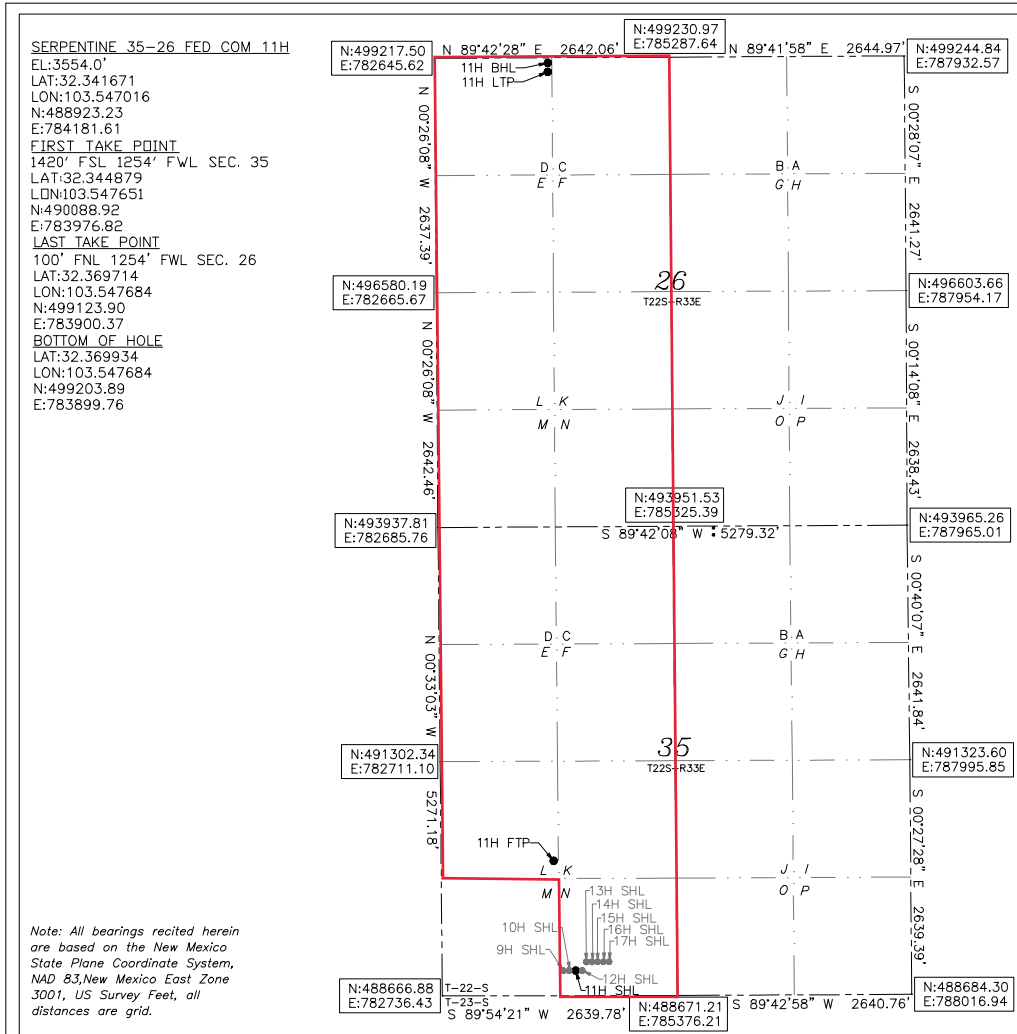 SERPENTINE 35-26 FED COM 11H
EL:3554.0'
LAT:32.341671
LON:103.547016
N:488923.23
E:784181.61
FIRST TAKE POINT
1420' FSL 1254' FWL SEC. 35
LAT:32.344879
LON:103.547651
N:490088.92
E:783976.82
LAST TAKE POINT
100' FNL 1254' FWL SEC. 26
LAT:32.369714
LON:103.547684
N:499123.90
E:783900.37
BOTTOM OF HOLE
LAT:32.369934
LON:103.547684
N:499203.89
E:783899.76
N:499217.50
E:782645.62
N 89°42'28" E 2642.06'
N:499230.97
E:785287.64
N 89°41'58" E 2644.97'
N:499244.84
E:787932.57
11H BHL
11H LTP
N 00°26'08" W 2637.39'
S 00°28'07" E 2641.27'
D C
E F
B A
G H
N:496580.19
E:782665.67
26
T22S-R33E
N:496603.66
E:787954.17
N 00°26'08" W 2642.46'
S 00°14'08" E 2638.43'
L K
M N
J I
O P
N:493937.81
E:782685.76
N:493951.53
E:785325.39
S 89°42'08" W : 5279.32'
N:493965.26
E:787965.01
N 00°33'03" W 5271.18'
S 00°40'07" E 2641.84'
D C
E F
B A
G H
N:491302.34
E:782711.10
35
T22S-R33E
N:491323.60
E:787995.85
S 00°27'28" E 2639.39'
11H FTP
L K
M N
J I
O P
13H SHL
14H SHL
15H SHL
16H SHL
17H SHL
10H SHL
9H SHL
12H SHL
11H SHL
N:488666.88
E:782736.43
T-22-S
T-23-S
S 89°54'21" W 2639.78'
N:488671.21
E:785376.21
S 89°42'58" W 2640.76'
N:488684.30
E:788016.94
Note: All bearings recited herein
are based on the New Mexico
State Plane Coordinate System,
NAD 83,New Mexico East Zone
3001, US Survey Feet, all
distances are grid.